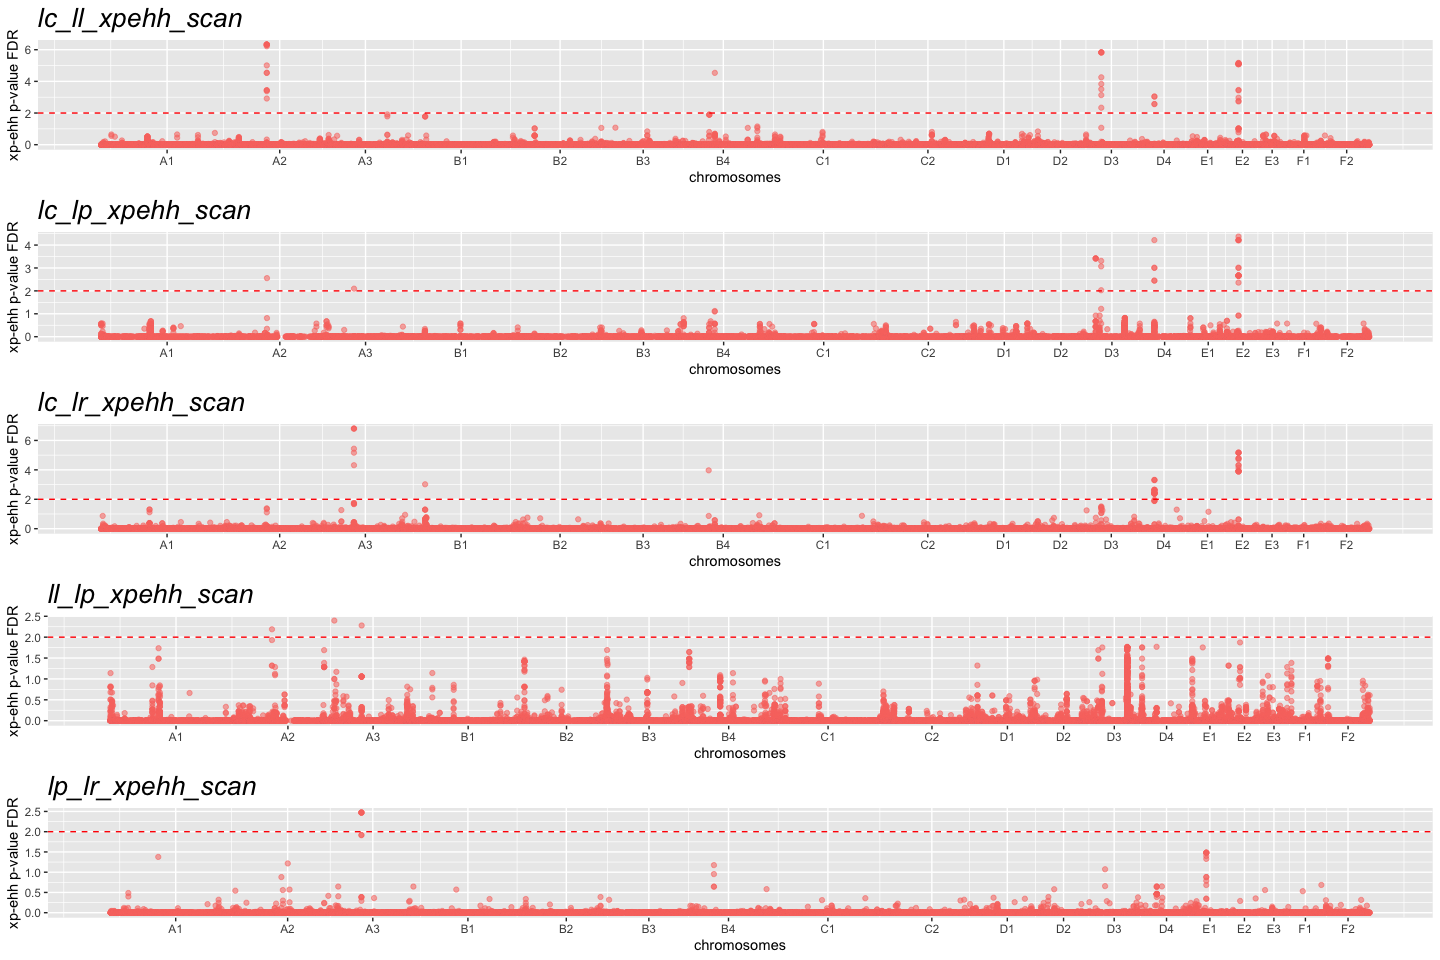 lc_ll_xpehh_scan
xp-ehh p-value FDR
6
4
2
0
A1 A2 A3 B1 B2 B3 B4 C1 C2 D1 D2 D3 D4 E1 E2 E3 F1 F2
chromosomes
lc_lp_xpehh_scan
xp-ehh p-value FDR
4
3
2
1
0
A1 A2 A3 B1 B2 B3 B4 C1 C2 D1 D2 D3 D4 E1 E2 E3 F1 F2
chromosomes
lc_lr_xpehh_scan
xp-ehh p-value FDR
6
4
2
0
A1 A2 A3 B1 B2 B3 B4 C1 C2 D1 D2 D3 D4 E1 E2 E3 F1 F2
chromosomes
ll_lp_xpehh_scan
xp-ehh p-value FDR
2.5
2.0
1.5
1.0
0.5
0.0
A1 A2 A3 B1 B2 B3 B4 C1 C2 D1 D2 D3 D4 E1 E2 E3 F1 F2
chromosomes
lp_lr_xpehh_scan
xp-ehh p-value FDR
2.5
2.0
1.5
1.0
0.5
0.0
A1 A2 A3 B1 B2 B3 B4 C1 C2 D1 D2 D3 D4 E1 E2 E3 F1 F2
chromosomes